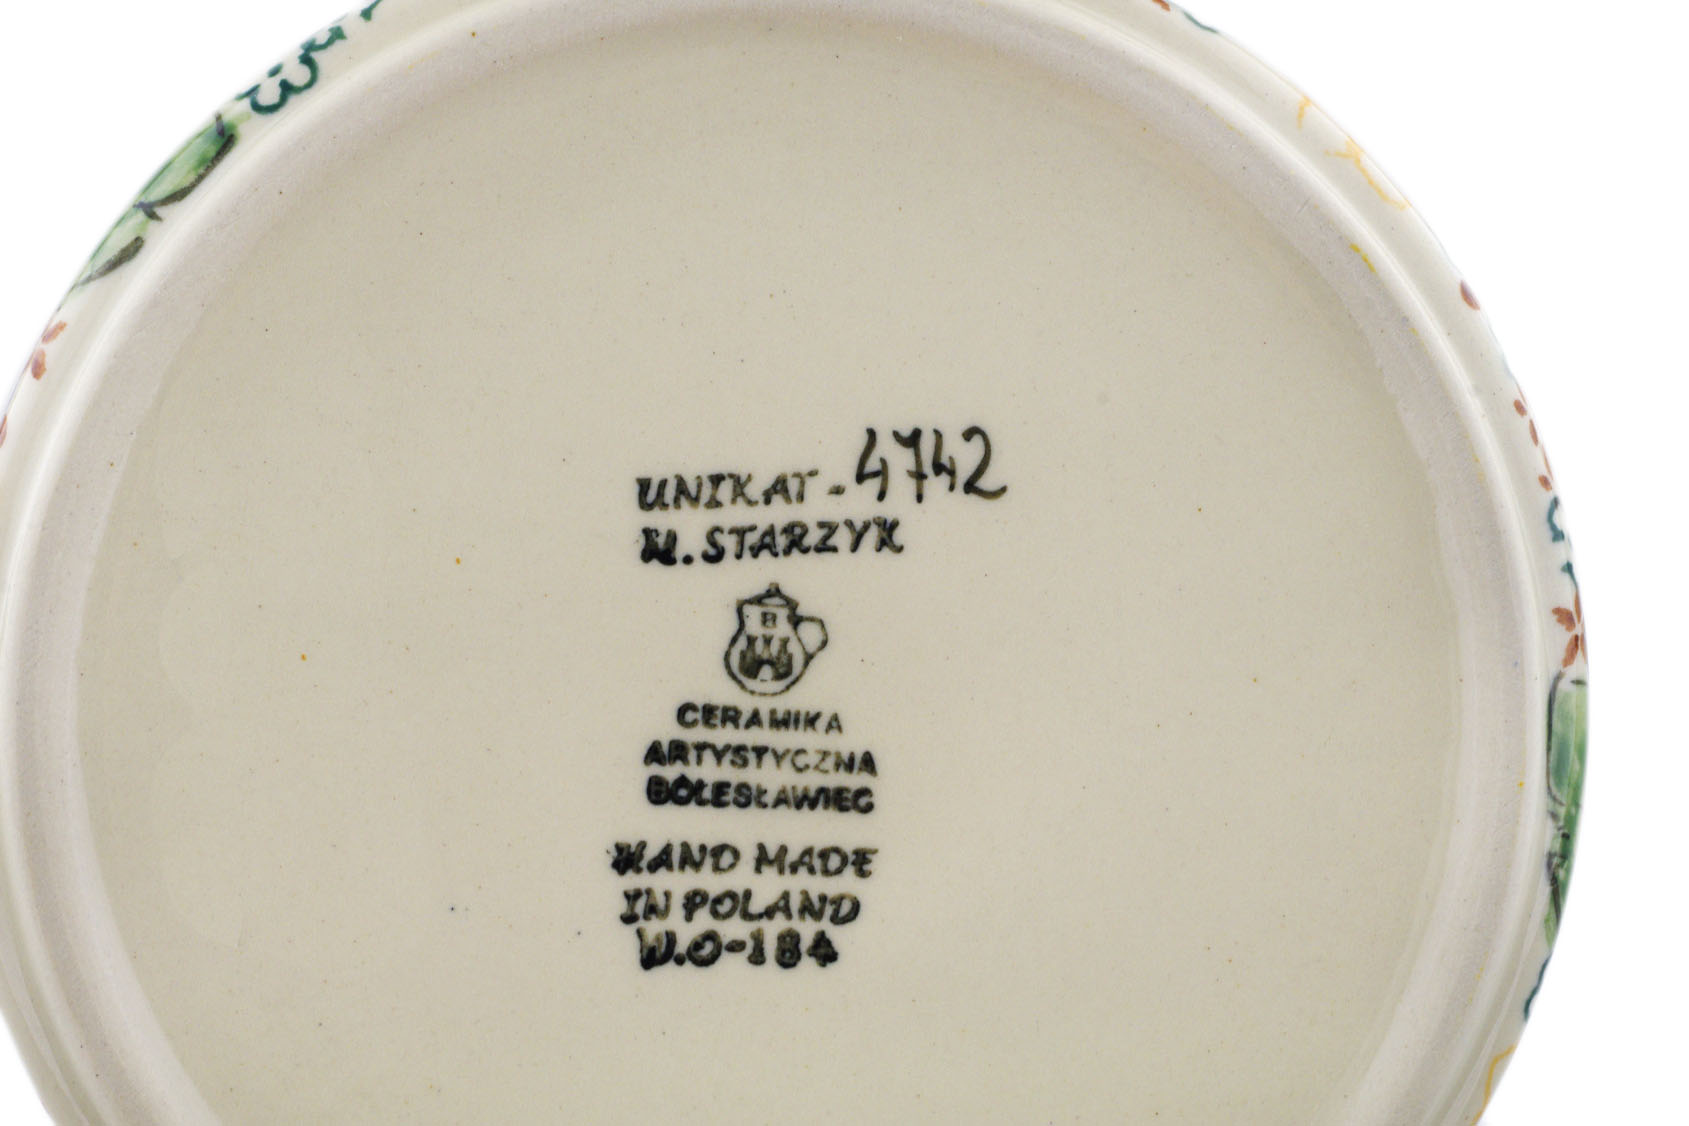 UNIKAT - 4742
M. STARZYK
B
CERAMIKA
ARTYSTYCZNA
BOLESŁAWIEC
HAND MADE
IN POLAND
W.O-184